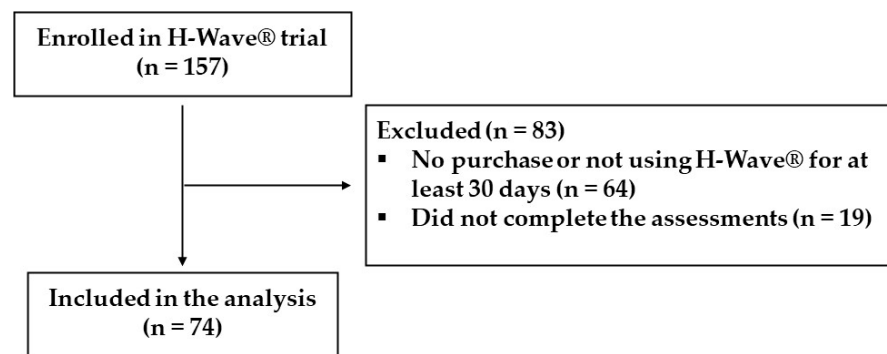 Enrolled in H-Wave® trial
(n = 157)
Excluded (n = 83)
▪ No purchase or not using H-Wave® for at
least 30 days (n = 64)
▪ Did not complete the assessments (n = 19)
Included in the analysis
(n = 74)